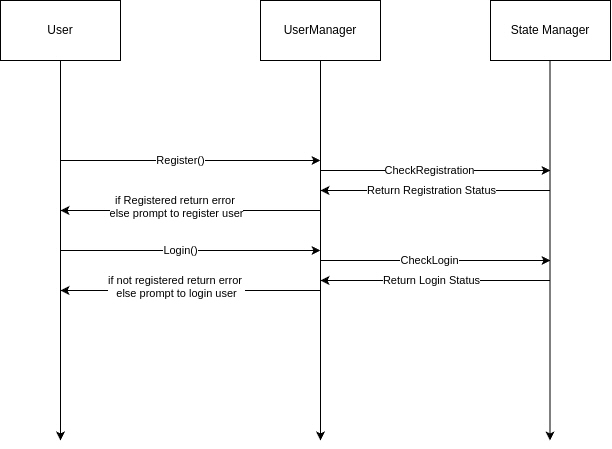 User
UserManager
State Manager
Register()
CheckRegistration
Return Registration Status
if Registered return error
else prompt to register user
Login()
CheckLogin
Return Login Status
if not registered return error
else prompt to login user